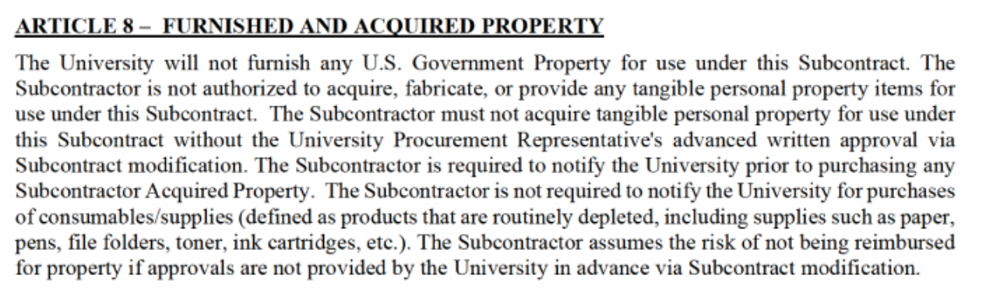 ARTICLE 8 – FURNISHED AND ACQUIRED PROPERTY
The University will not furnish any U.S. Government Property for use under this Subcontract. The
Subcontractor is not authorized to acquire, fabricate, or provide any tangible personal property items for
use under this Subcontract. The Subcontractor must not acquire tangible personal property for use under
this Subcontract without the University Procurement Representative's advanced written approval via
Subcontract modification. The Subcontractor is required to notify the University prior to purchasing any
Subcontractor Acquired Property. The Subcontractor is not required to notify the University for purchases
of consumables/supplies (defined as products that are routinely depleted, including supplies such as paper,
pens, file folders, toner, ink cartridges, etc.). The Subcontractor assumes the risk of not being reimbursed
for property if approvals are not provided by the University in advance via Subcontract modification.